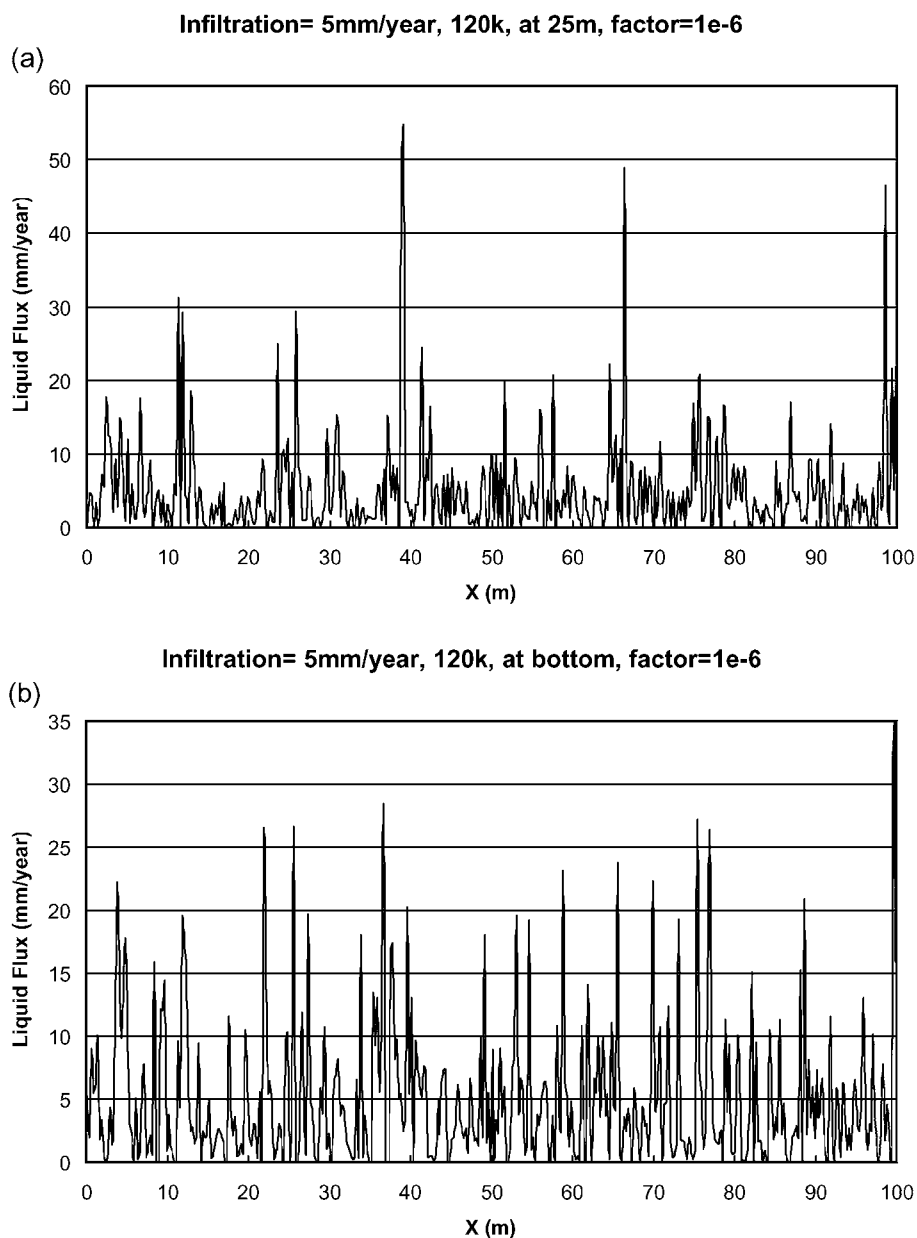 Infiltration= 5mm/year, 120k, at 25m, factor=1e-6
(a)
60
50
40
30
20
10
0
Liquid Flux (mm/year)
0 10 20 30 40 50 60 70 80 90 100
X (m)
Infiltration= 5mm/year, 120k, at bottom, factor=1e-6
(b)
35
30
25
20
15
10
5
0
Liquid Flux (mm/year)
0 10 20 30 40 50 60 70 80 90 100
X (m)